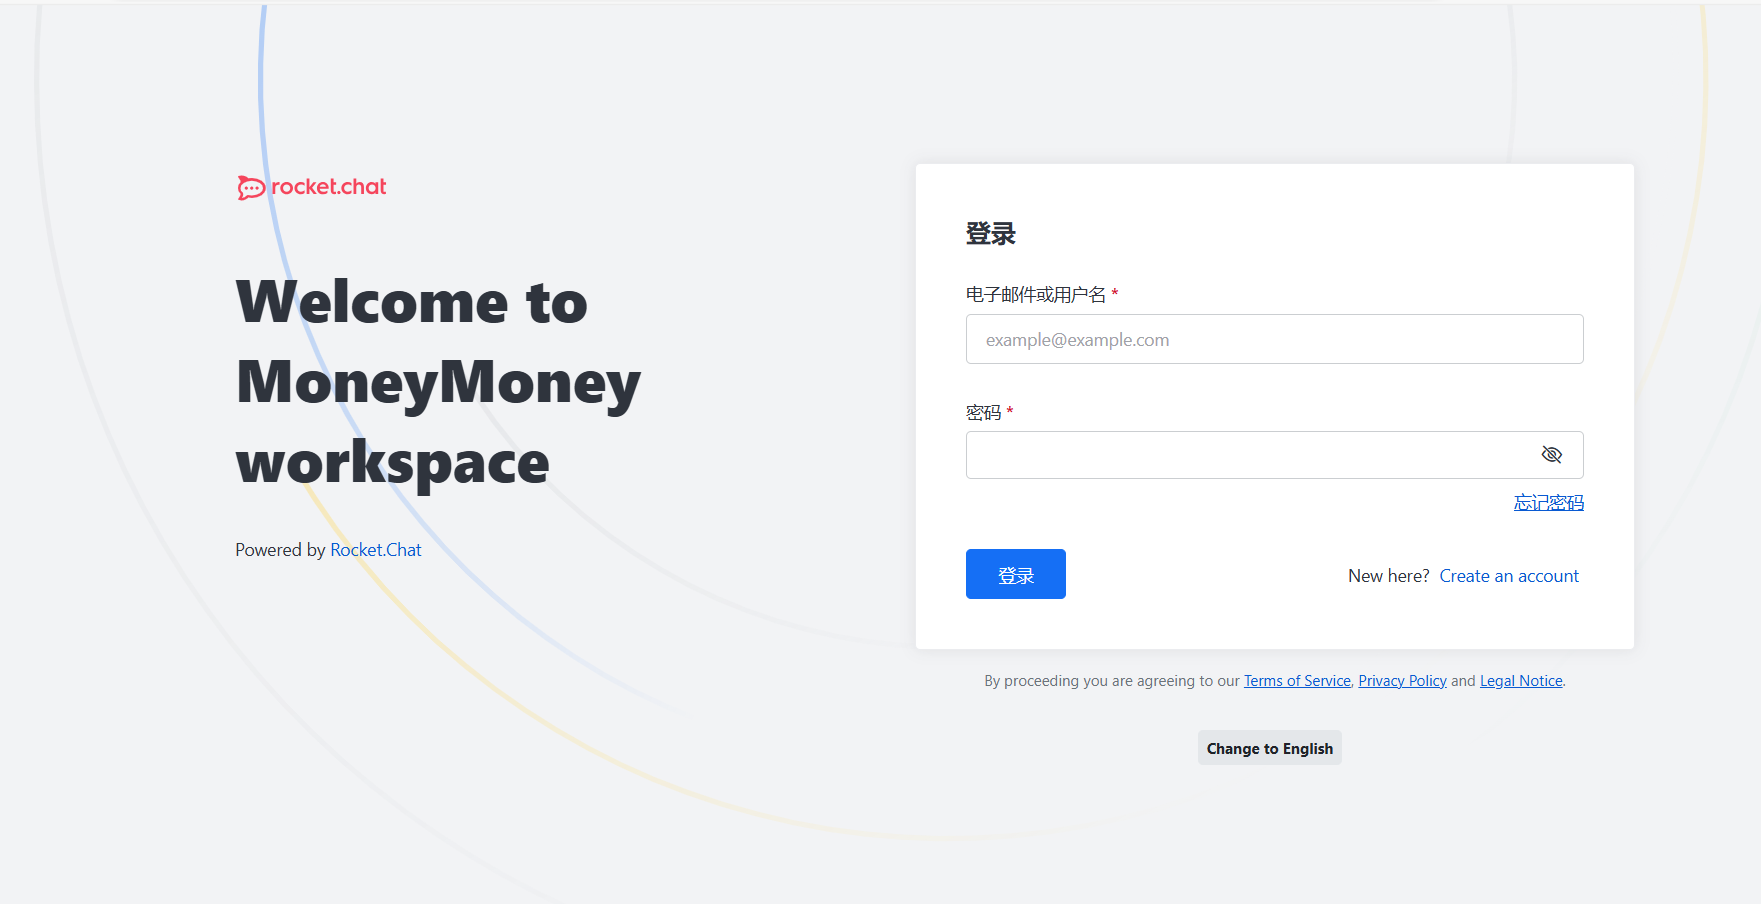 rocket.chat
Welcome to
MoneyMoney
workspace
Powered by Rocket.Chat
登录
电子邮件或用户名 *
example@example.com
密码 *
忘记密码
登录
New here? Create an account
By proceeding you are agreeing to our Terms of Service, Privacy Policy and Legal Notice.
Change to English